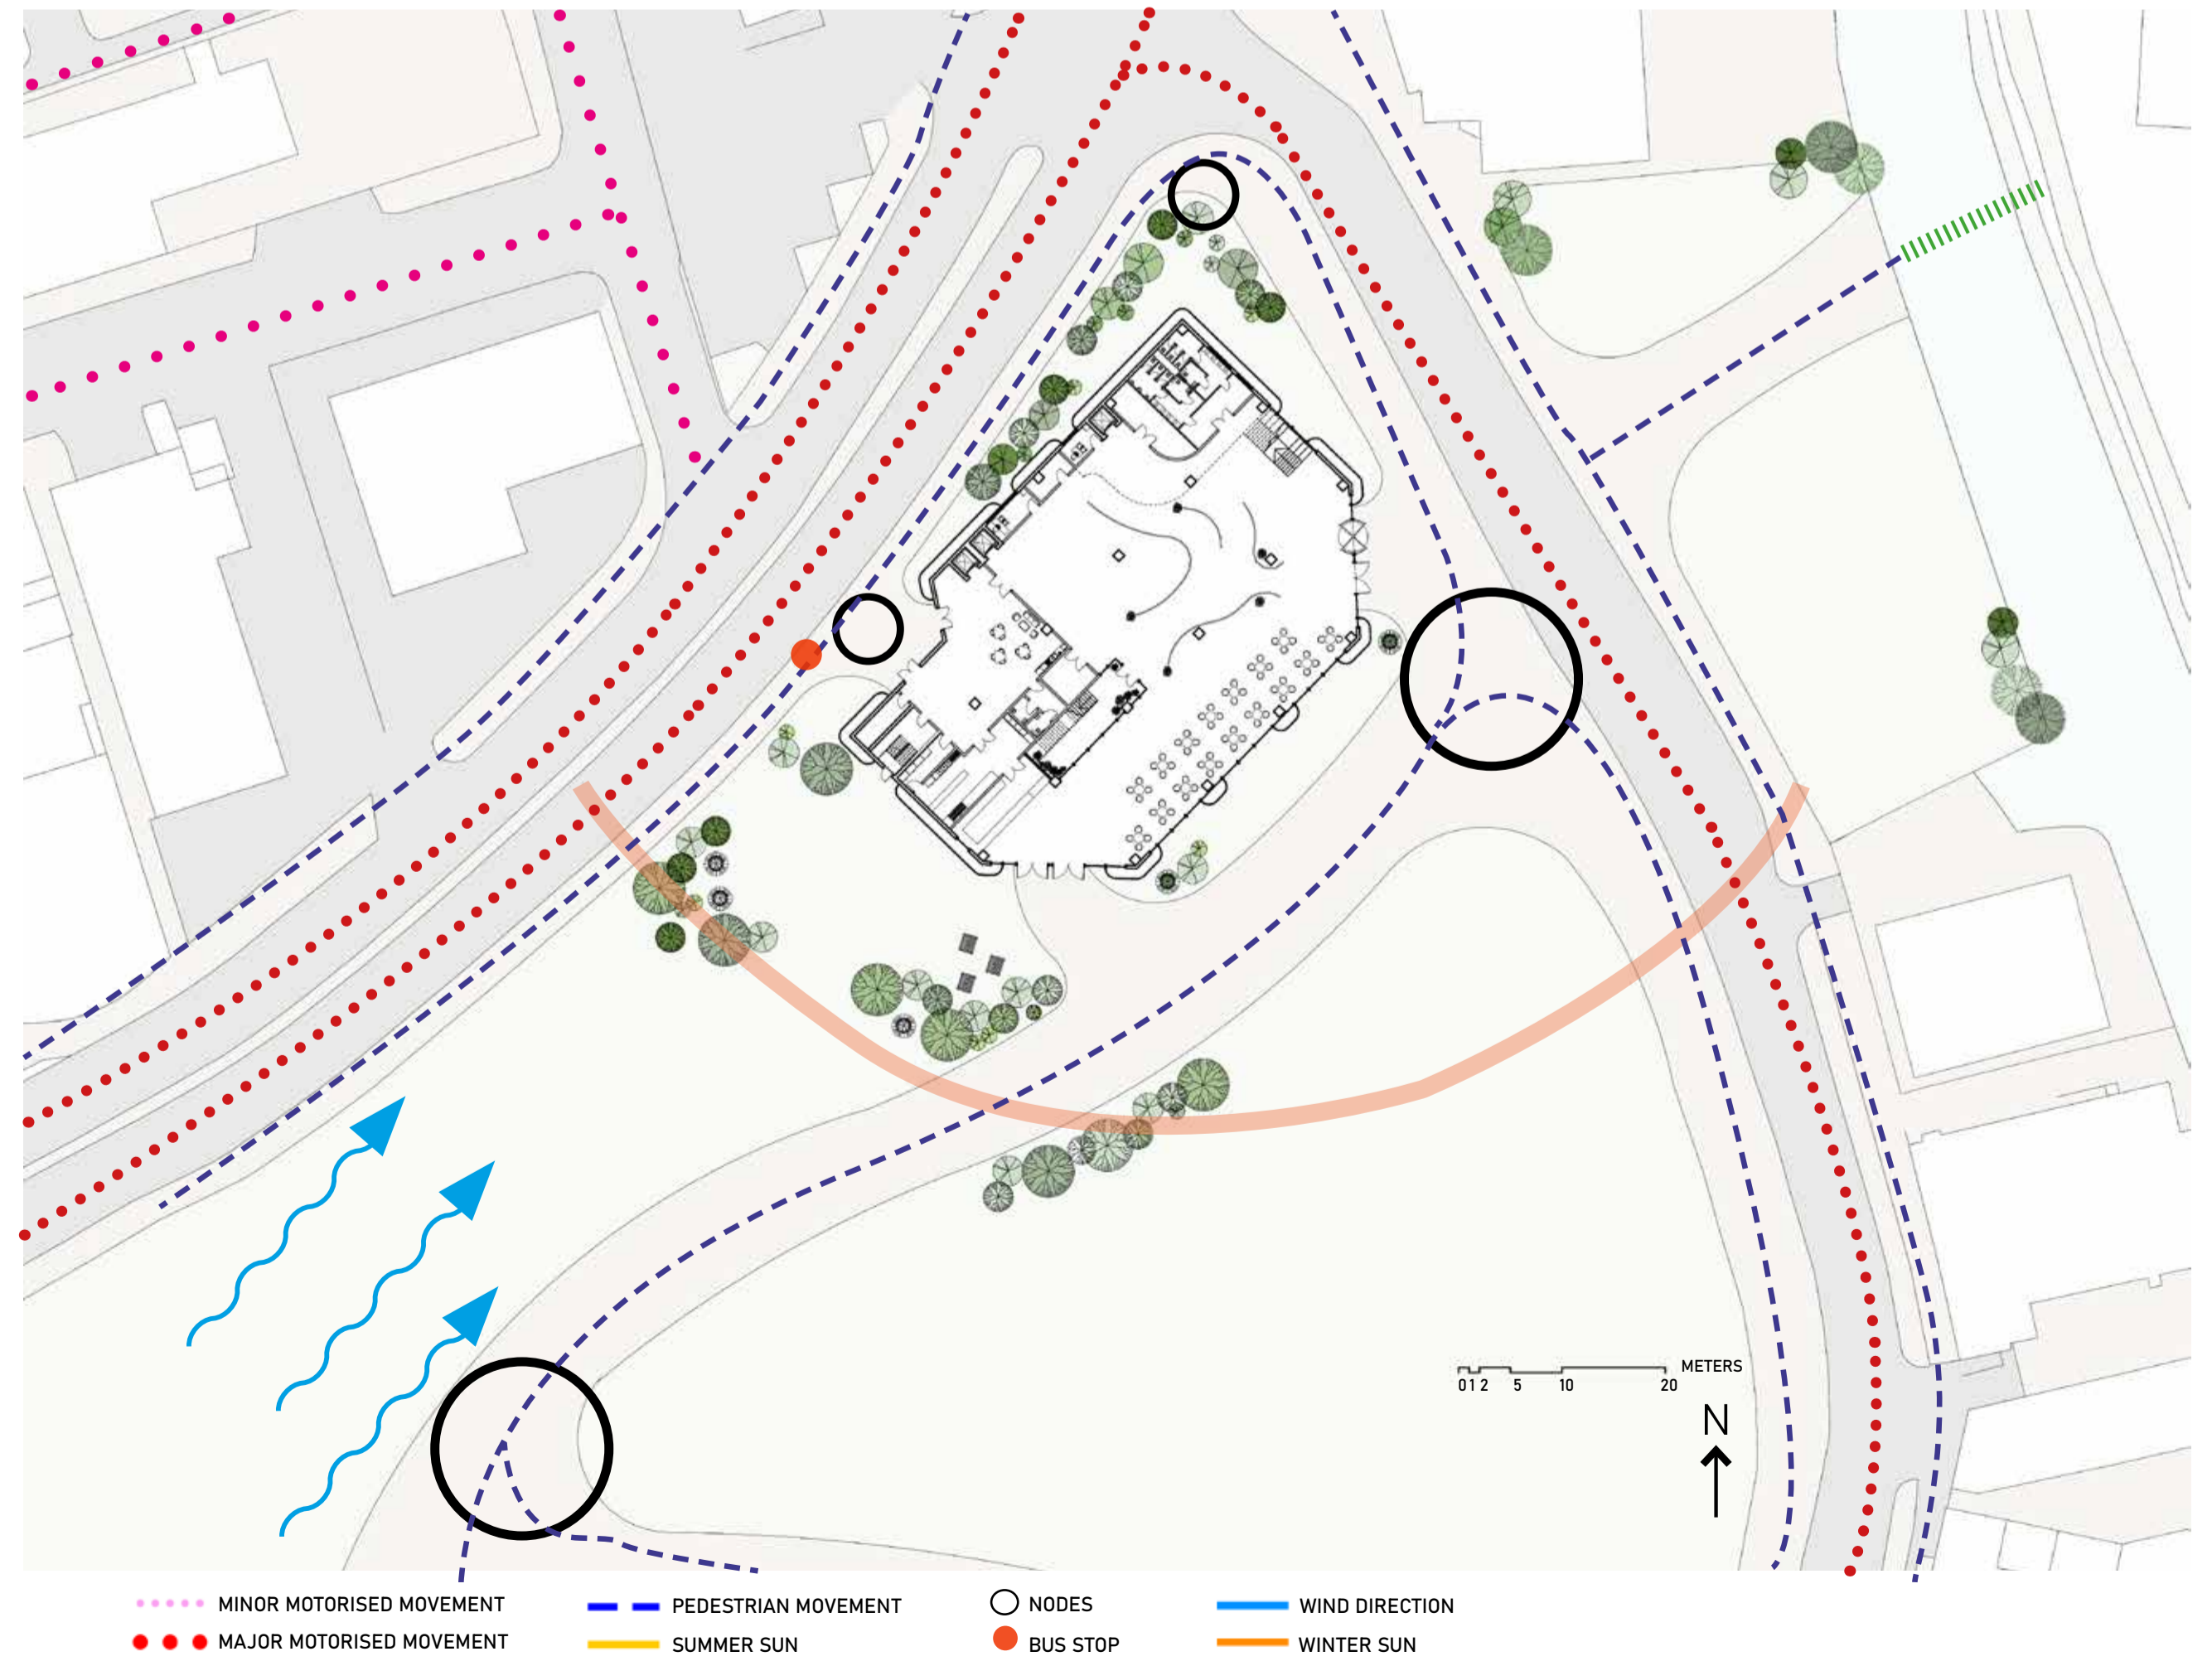 METERS
0 1 2 5 10 20
N
MINOR MOTORISED MOVEMENT
PEDESTRIAN MOVEMENT
NODES
WIND DIRECTION
MAJOR MOTORISED MOVEMENT
SUMMER SUN
BUS STOP
WINTER SUN